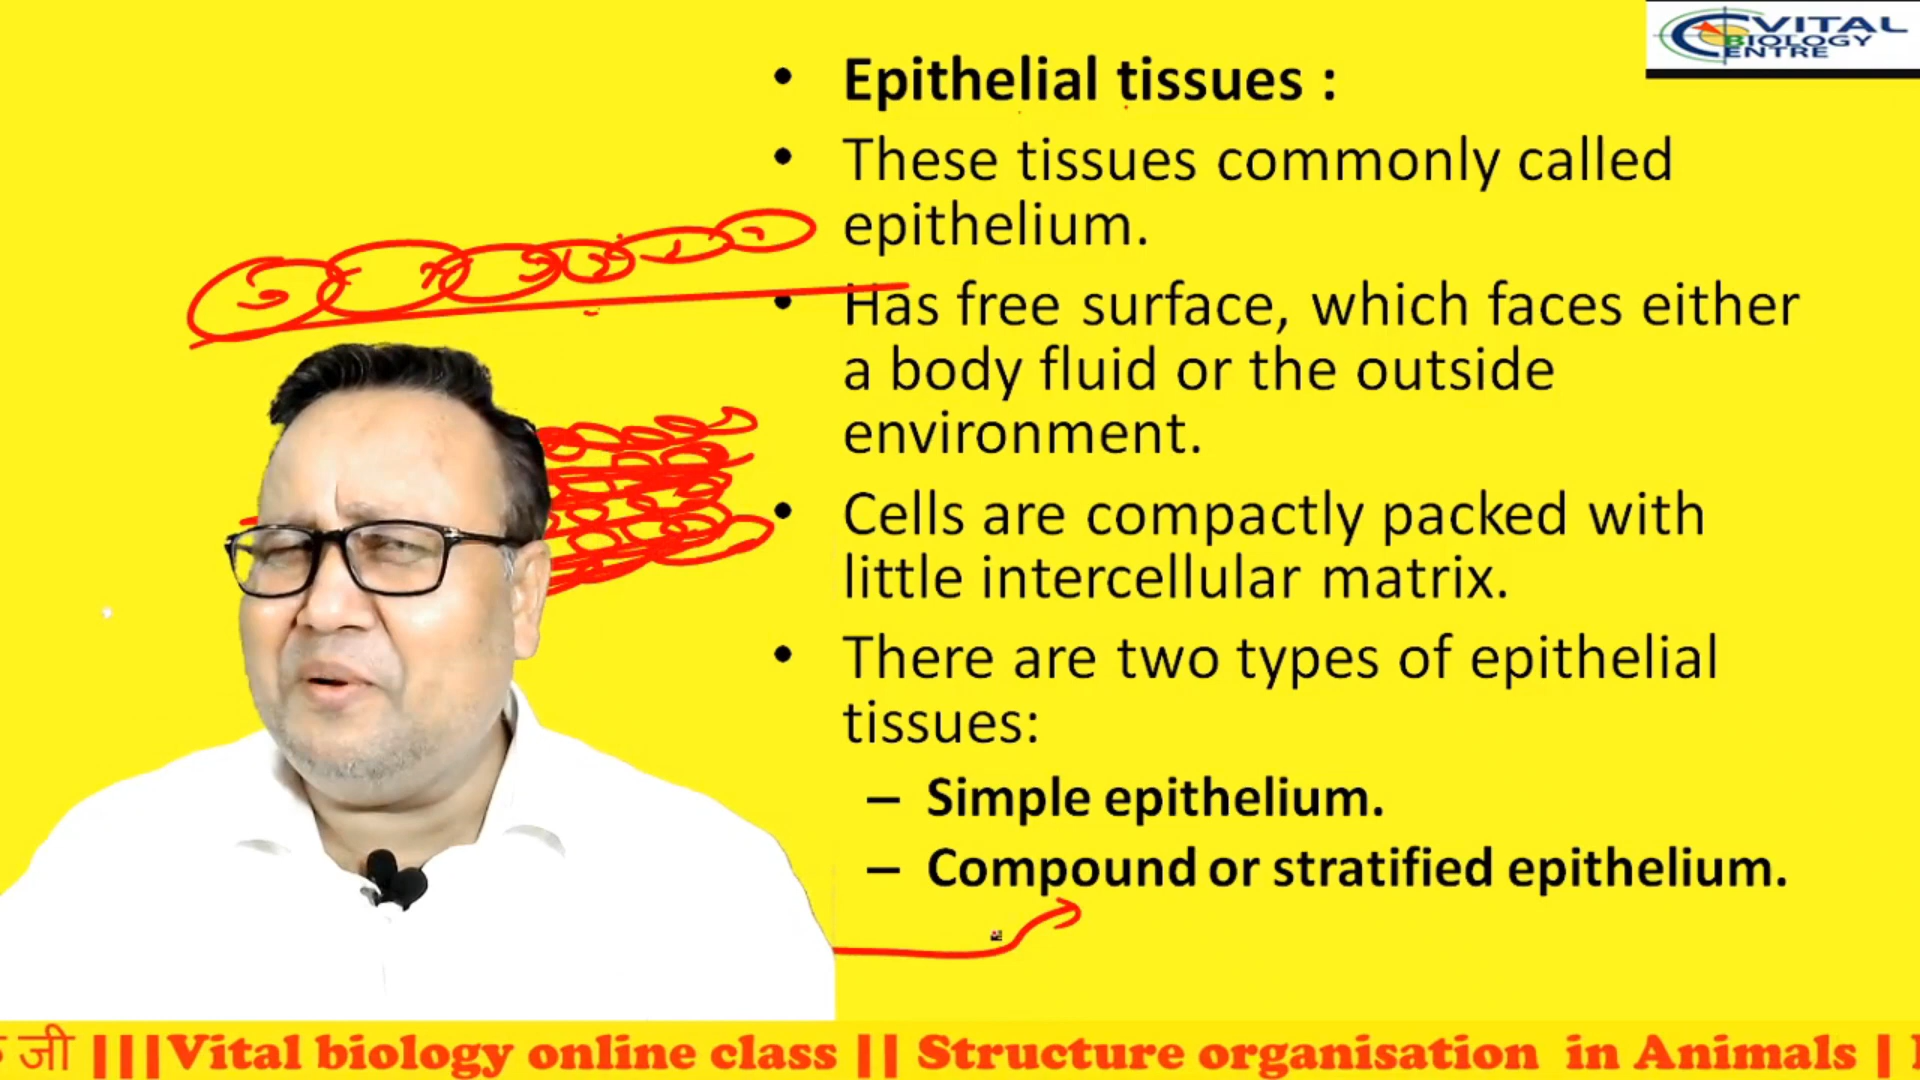 VITAL
BIOLOGY
CENTRE
• Epithelial tissues :
• These tissues commonly called
epithelium.
• Has free surface, which faces either
a body fluid or the outside
environment.
• Cells are compactly packed with
little intercellular matrix.
• There are two types of epithelial
tissues:
– Simple epithelium.
– Compound or stratified epithelium.
जी |||Vital biology online class || Structure organisation in Animals |